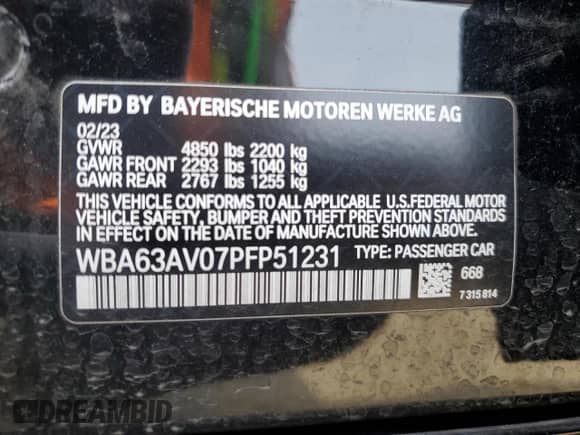 MFD BY BAYERISCHE MOTOREN WERKE AG
02/23
GVWR 4850 lbs 2200 kg
GAWR FRONT 2293 lbs 1040 kg
GAWR REAR 2767 lbs 1255 kg
THIS VEHICLE CONFORMS TO ALL APPLICABLE U.S.FEDERAL MOTOR
VEHICLE SAFETY, BUMPER AND THEFT PREVENTION STANDARDS
IN EFFECT ON THE DATE OF MANUFACTURE SHOWN ABOVE.
WBA63AV07PFP51231 TYPE: PASSENGER CAR
668
7 315 814
DREAMBID